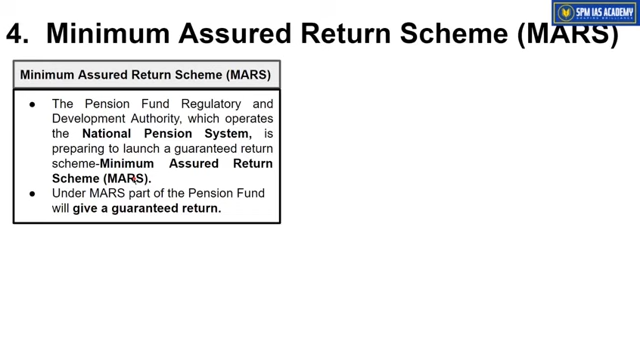 SPM IAS ACADEMY
4. Minimum Assured Return Scheme (MARS)
Minimum Assured Return Scheme (MARS)
● The Pension Fund Regulatory and
Development Authority, which operates
the National Pension System, is
preparing to launch a guaranteed return
scheme-Minimum Assured Return
Scheme (MARS).
● Under MARS part of the Pension Fund
will give a guaranteed return.